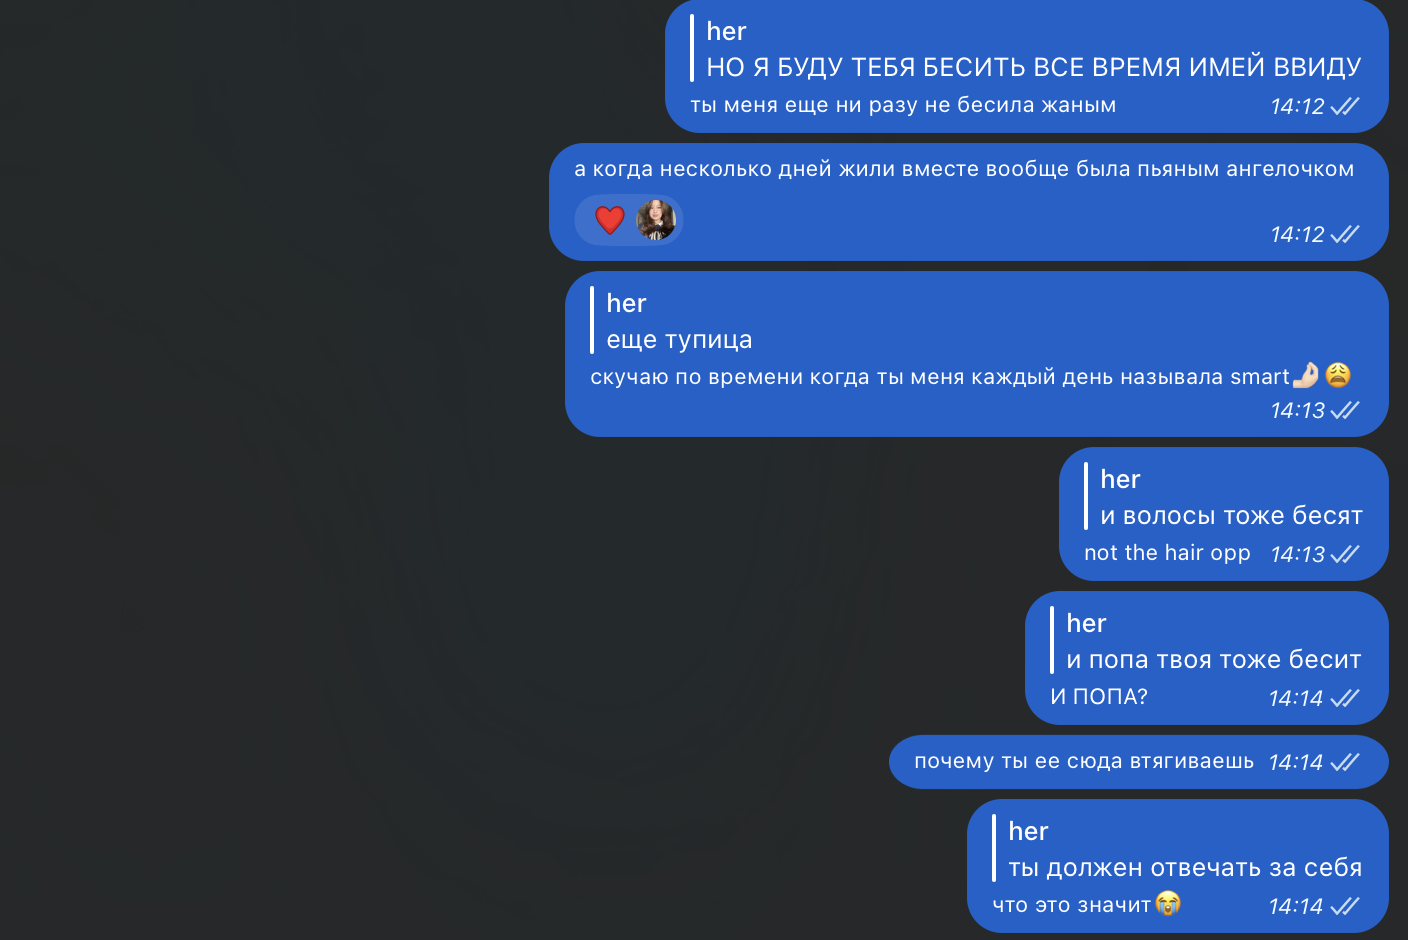 her
НО Я БУДУ ТЕБЯ БЕСИТЬ ВСЕ ВРЕМЯ ИМЕЙ ВВИДУ
ты меня еще ни разу не бесила жаным 14:12
а когда несколько дней жили вместе вообще была пьяным ангелочком
14:12
her
еще тупица
скучаю по времени когда ты меня каждый день называла smart🤌🏻😩
14:13
her
и волосы тоже бесят
not the hair opp 14:13
her
и попа твоя тоже бесит
И ПОПА? 14:14
почему ты ее сюда втягиваешь 14:14
her
ты должен отвечать за себя
что это значит😭 14:14